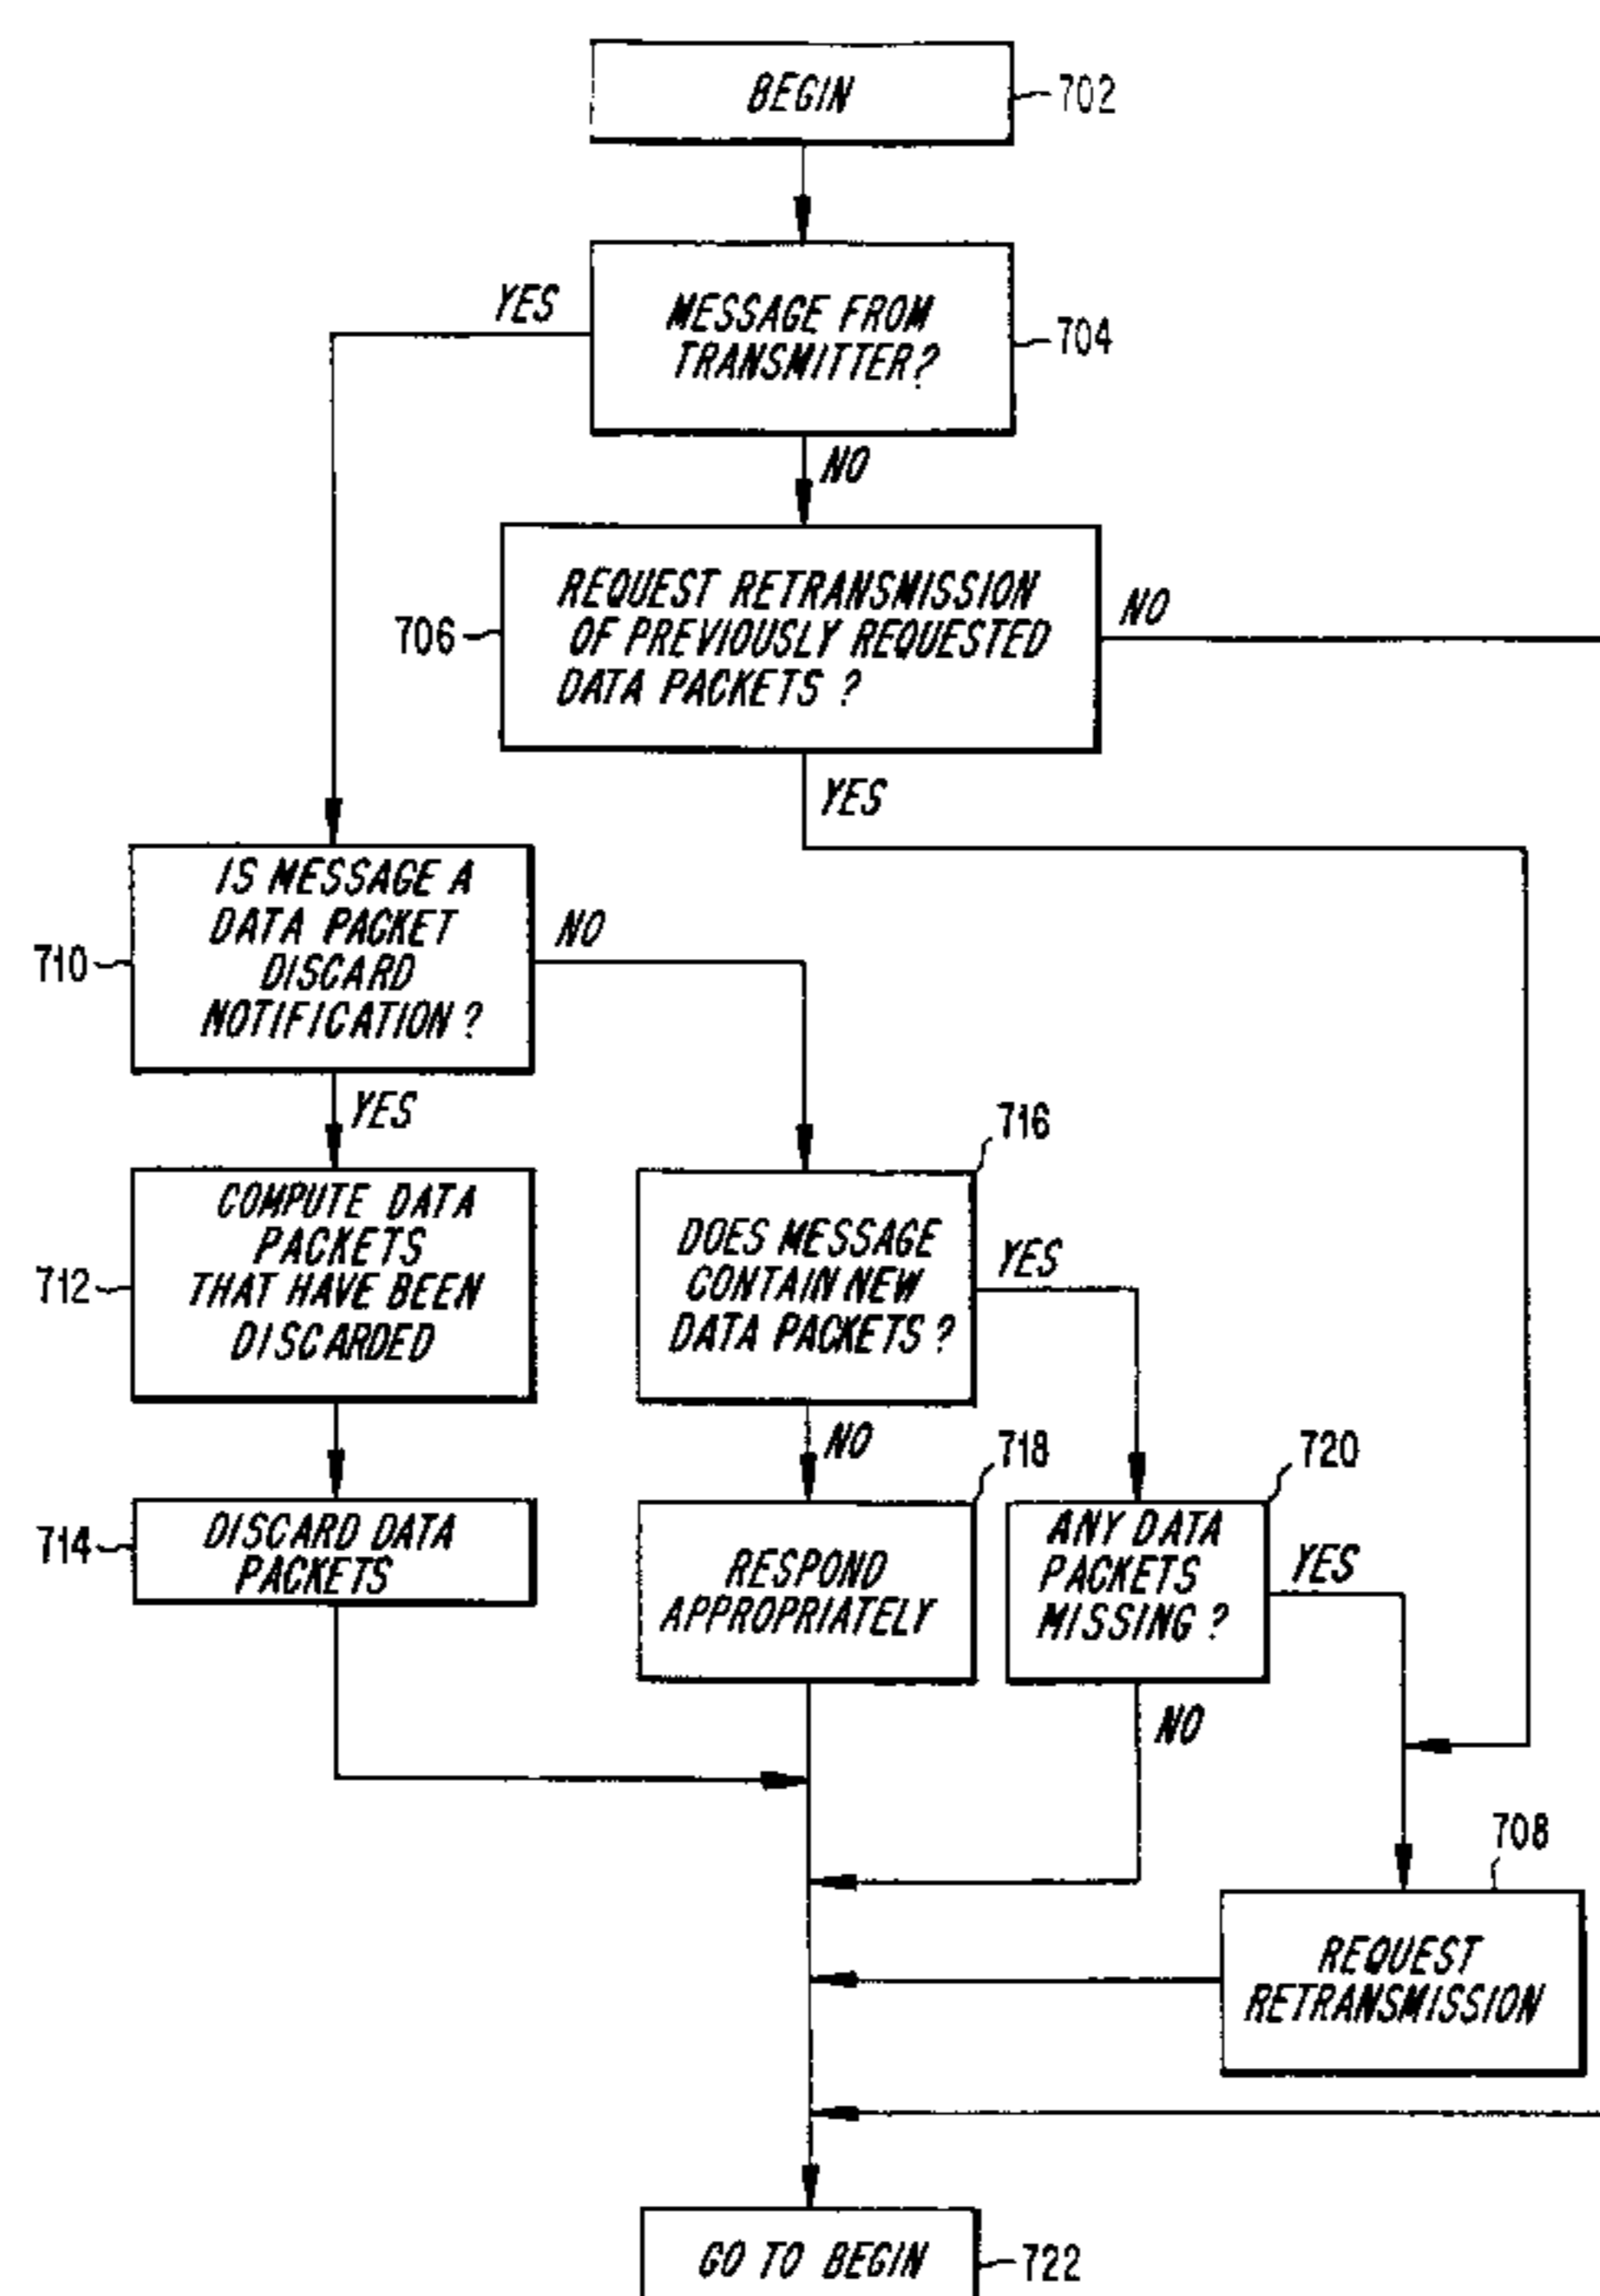 BEGIN
702
YES
MESSAGE FROM
TRANSMITTER?
704
NO
REQUEST RETRANSMISSION
OF PREVIOUSLY REQUESTED
DATA PACKETS ?
706
NO
YES
IS MESSAGE A
DATA PACKET
DISCARD
NOTIFICATION ?
710
NO
YES
716
COMPUTE DATA
PACKETS
THAT HAVE BEEN
DISCARDED
712
DOES MESSAGE
CONTAIN NEW
DATA PACKETS ?
YES
NO
718
720
714
DISCARD DATA
PACKETS
RESPOND
APPROPRIATELY
ANY DATA
PACKETS
MISSING ?
YES
NO
708
REQUEST
RETRANSMISSION
GO TO BEGIN
722